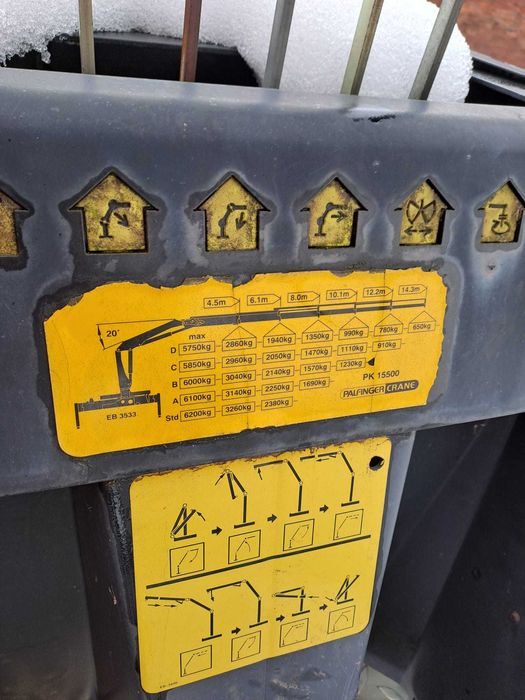 4.5m 6.1m 8.0m 10.1m 12.2m 14.3m
20°
max
D 5750kg 2860kg 1940kg 1350kg 990kg 780kg 650kg
C 5850kg 2960kg 2050kg 1470kg 1110kg 910kg
B 6000kg 3040kg 2140kg 1570kg 1230kg
A 6100kg 3140kg 2250kg 1690kg
Std 6200kg 3260kg 2380kg
EB 3533
PK 15500
PALFINGER CRANE